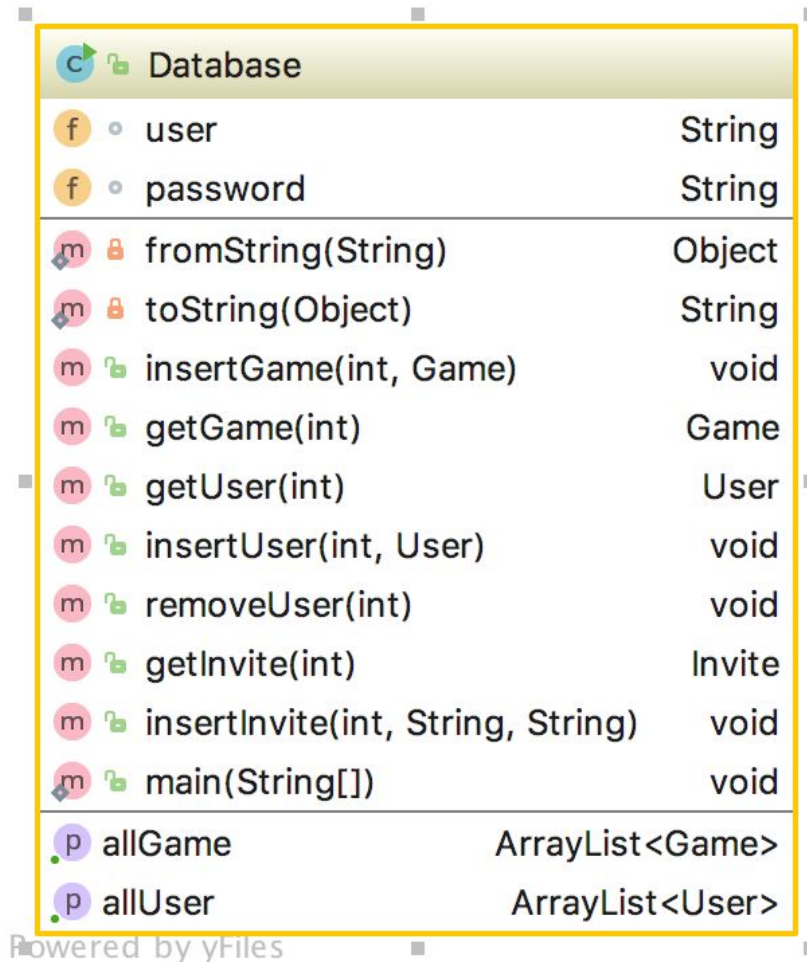 C Database
f user String
f password String
m fromString(String) Object
m toString(Object) String
m insertGame(int, Game) void
m getGame(int) Game
m getUser(int) User
m insertUser(int, User) void
m removeUser(int) void
m getInvite(int) Invite
m insertInvite(int, String, String) void
m main(String[]) void
p allGame ArrayList<Game>
p allUser ArrayList<User>
Powered by yFiles